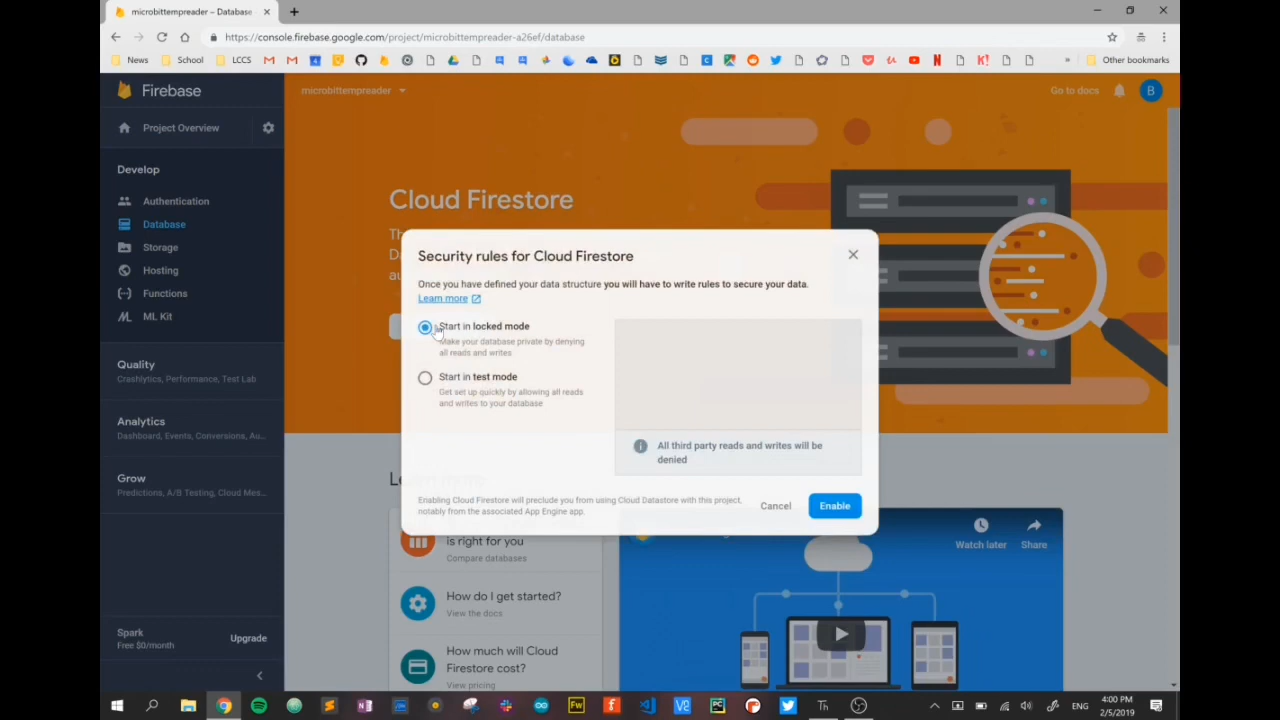 microbittempreader – Database
https://console.firebase.google.com/project/microbittempreader-a26ef/database
News
School
LCCS
Other bookmarks
Firebase
microbittempreader
Go to docs
B
Project Overview
Develop
Authentication
Database
Storage
Hosting
Functions
ML Kit
Quality
Crashlytics, Performance, Test Lab
Analytics
Dashboard, Events, Conversions, Au...
Grow
Predictions, A/B Testing, Cloud Mes...
Spark
Free $0/month
Upgrade
Cloud Firestore
Security rules for Cloud Firestore
Once you have defined your data structure you will have to write rules to secure your data.
Learn more
Start in locked mode
Make your database private by denying
all reads and writes
Start in test mode
Get set up quickly by allowing all reads
and writes to your database
All third party reads and writes will be
denied
Enabling Cloud Firestore will preclude you from using Cloud Datastore with this project,
notably from the associated App Engine app.
Cancel
Enable
is right for you
Compare databases
How do I get started?
View the docs
How much will Cloud
Firestore cost?
View pricing
Watch later
Share
ENG
4:00 PM
2/5/2019